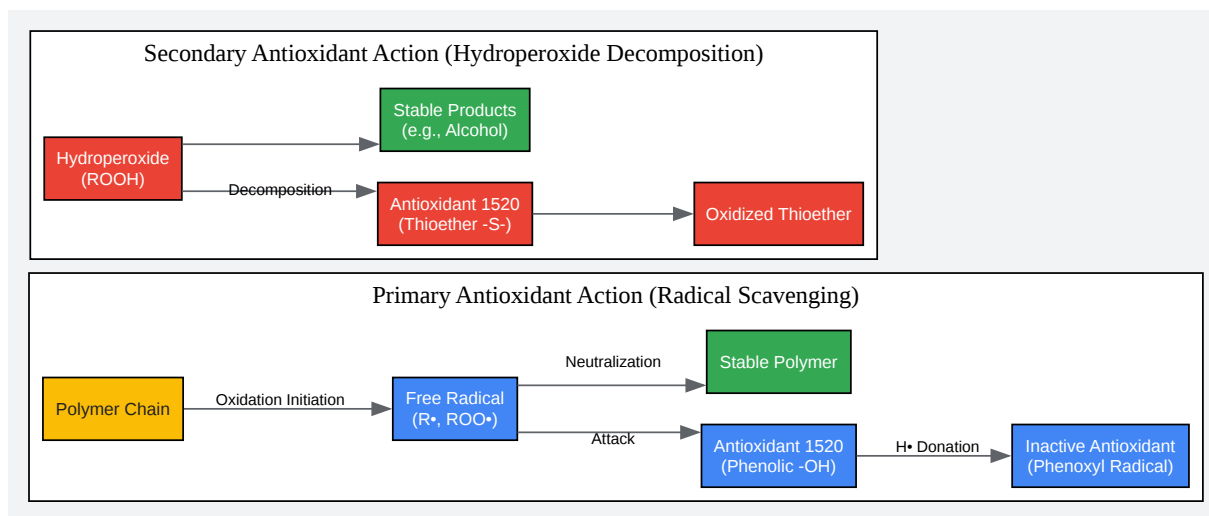 Secondary Antioxidant Action (Hydroperoxide Decomposition)
Stable Products
(e.g., Alcohol)
Hydroperoxide
(ROOH)
Decomposition
Antioxidant 1520
(Thioether -S-)
Oxidized Thioether
Primary Antioxidant Action (Radical Scavenging)
Polymer Chain
Oxidation Initiation
Free Radical
(R•, ROO•)
Neutralization
Stable Polymer
Attack
Antioxidant 1520
(Phenolic -OH)
H• Donation
Inactive Antioxidant
(Phenoxyl Radical)